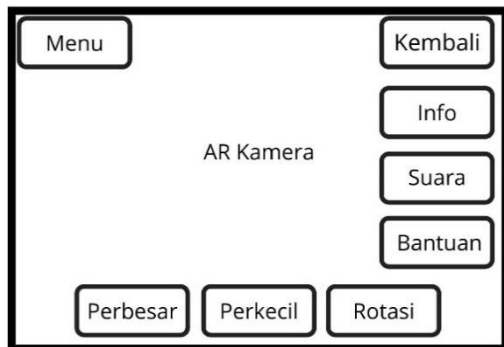 Menu
Kembali
Info
AR Kamera
Suara
Bantuan
Perbesar
Perkecil
Rotasi